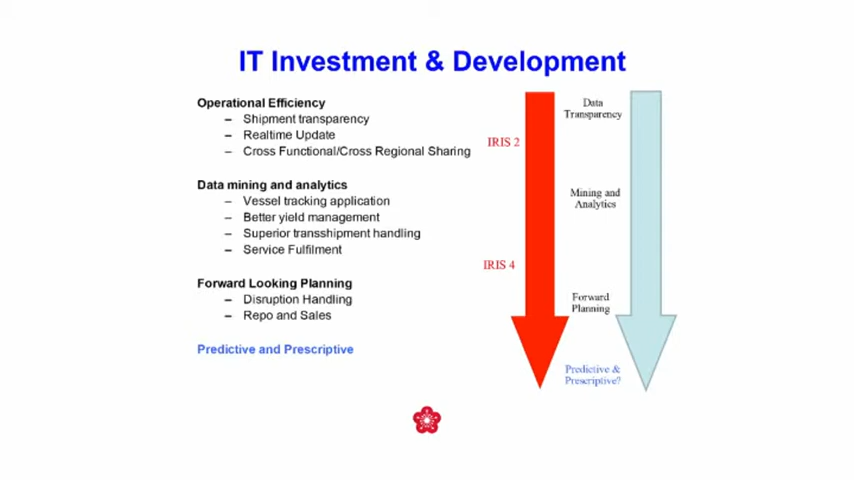 IT Investment & Development
Operational Efficiency
– Shipment transparency
– Realtime Update
– Cross Functional/Cross Regional Sharing
Data mining and analytics
– Vessel tracking application
– Better yield management
– Superior transshipment handling
– Service Fulfilment
Forward Looking Planning
– Disruption Handling
– Repo and Sales
Predictive and Prescriptive
IRIS 2
IRIS 4
Data
Transparency
Mining and
Analytics
Forward
Planning
Predictive &
Prescriptive?